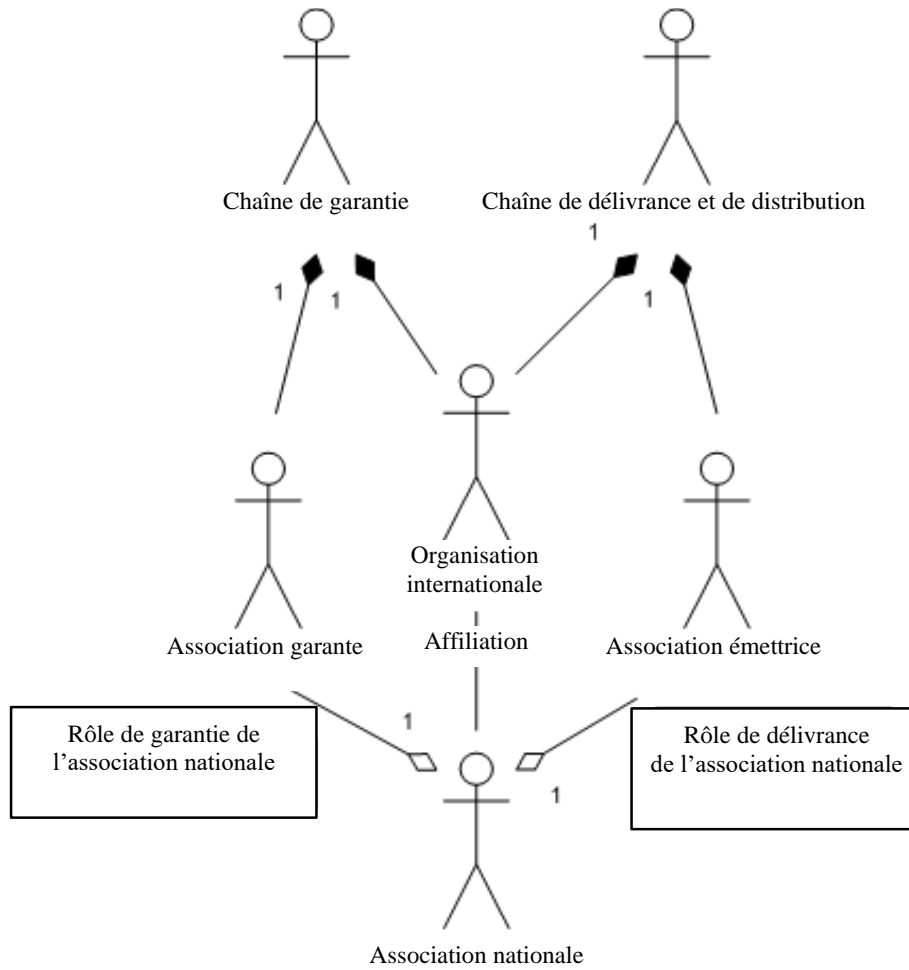 Chaîne de garantie
Chaîne de délivrance et de distribution
1
1
1
1
Organisation
internationale
Association garante
Affiliation
Association émettrice
Rôle de garantie de
l’association nationale
1
Rôle de délivrance
de l’association nationale
1
Association nationale